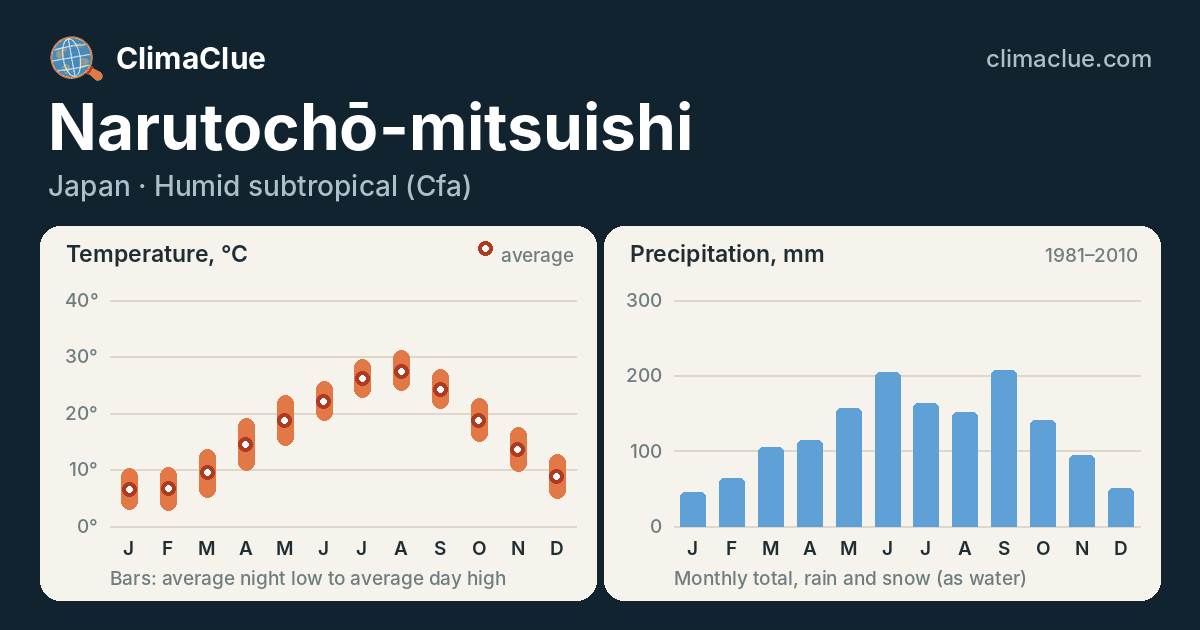 ClimaClue
climaclue.com
Narutochō-mitsuishi
Japan · Humid subtropical (Cfa)
Temperature, °C
average
40°
30°
20°
10°
0°
J F M A M J J A S O N D
Bars: average night low to average day high
Precipitation, mm
1981–2010
300
200
100
0
J F M A M J J A S O N D
Monthly total, rain and snow (as water)